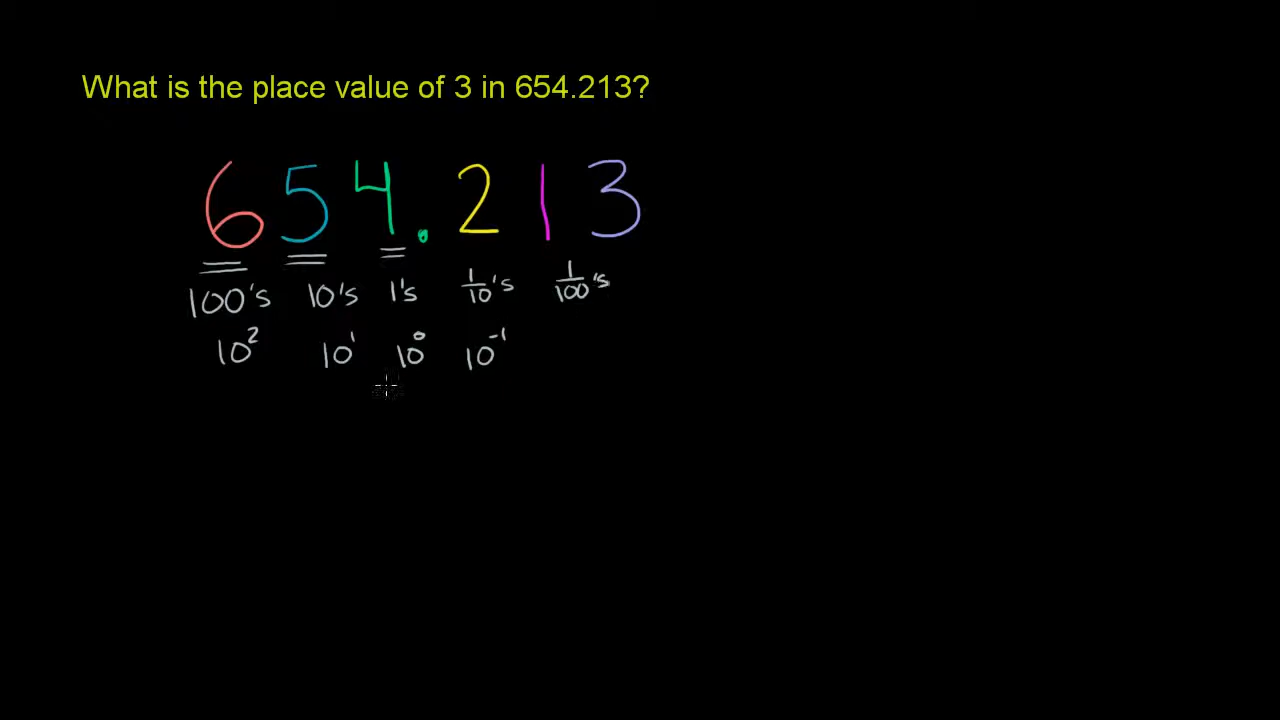 What is the place value of 3 in 654.213?
654.213
100's 10's 1's 1/10's 1/100's
10² 10¹ 10⁰ 10⁻¹